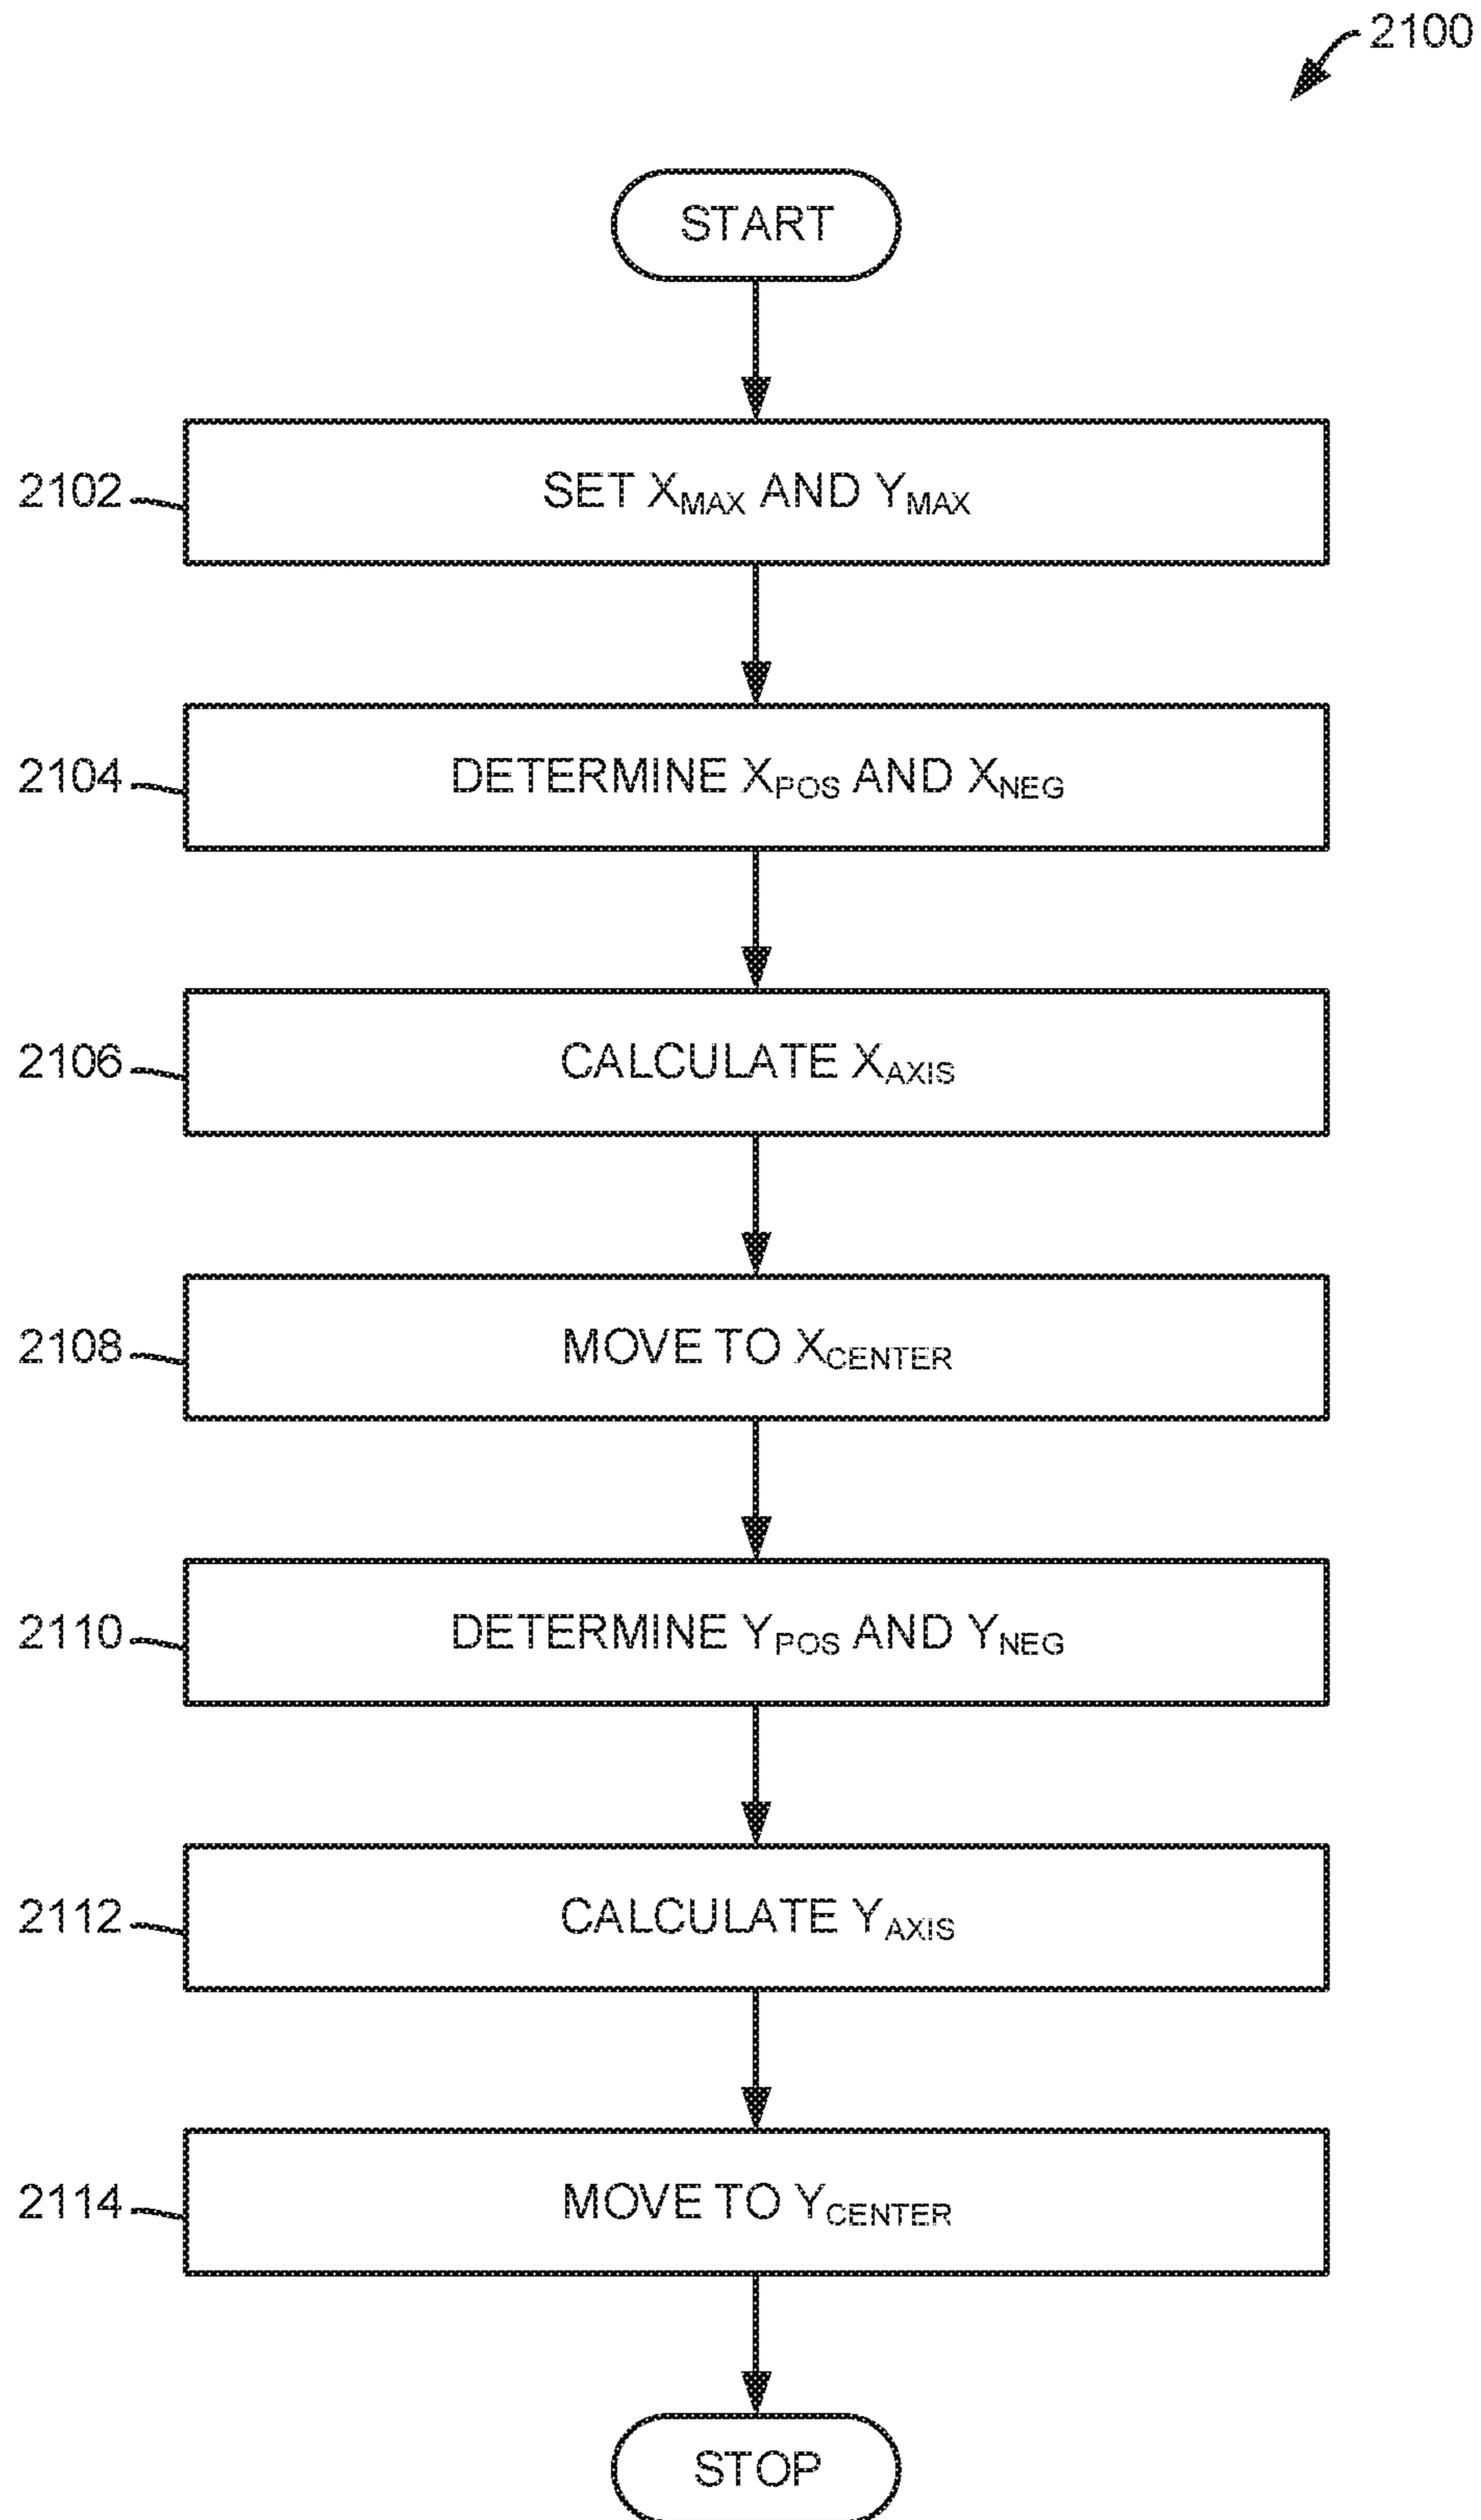 2100
START
2102 SET XMAX AND YMAX
2104 DETERMINE XPOS AND XNEG
2106 CALCULATE XAXIS
2108 MOVE TO XCENTER
2110 DETERMINE YPOS AND YNEG
2112 CALCULATE YAXIS
2114 MOVE TO YCENTER
STOP